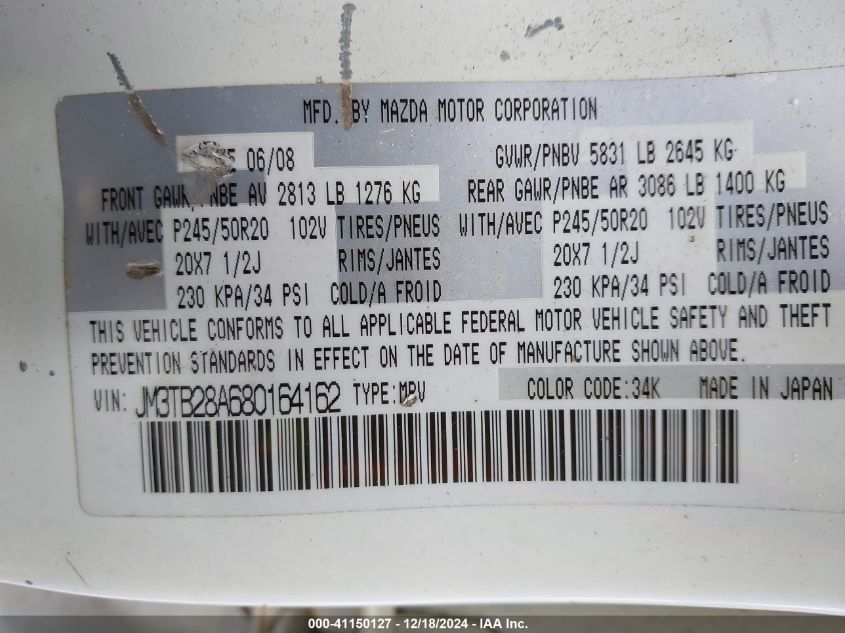 MFD. BY MAZDA MOTOR CORPORATION
06/08 GVWR/PNBV 5831 LB 2645 KG
FRONT GAWR/PNBE AV 2813 LB 1276 KG REAR GAWR/PNBE AR 3086 LB 1400 KG
WITH/AVEC P245/50R20 102V TIRES/PNEUS WITH/AVEC P245/50R20 102V TIRES/PNEUS
20X7 1/2J RIMS/JANTES 20X7 1/2J RIMS/JANTES
230 KPA/34 PSI COLD/A FROID 230 KPA/34 PSI COLD/A FROID
THIS VEHICLE CONFORMS TO ALL APPLICABLE FEDERAL MOTOR VEHICLE SAFETY AND THEFT
PREVENTION STANDARDS IN EFFECT ON THE DATE OF MANUFACTURE SHOWN ABOVE.
VIN: JM3TB28A680164162 TYPE:MPV COLOR CODE:34K MADE IN JAPAN
000-41150127 - 12/18/2024 - IAA Inc.